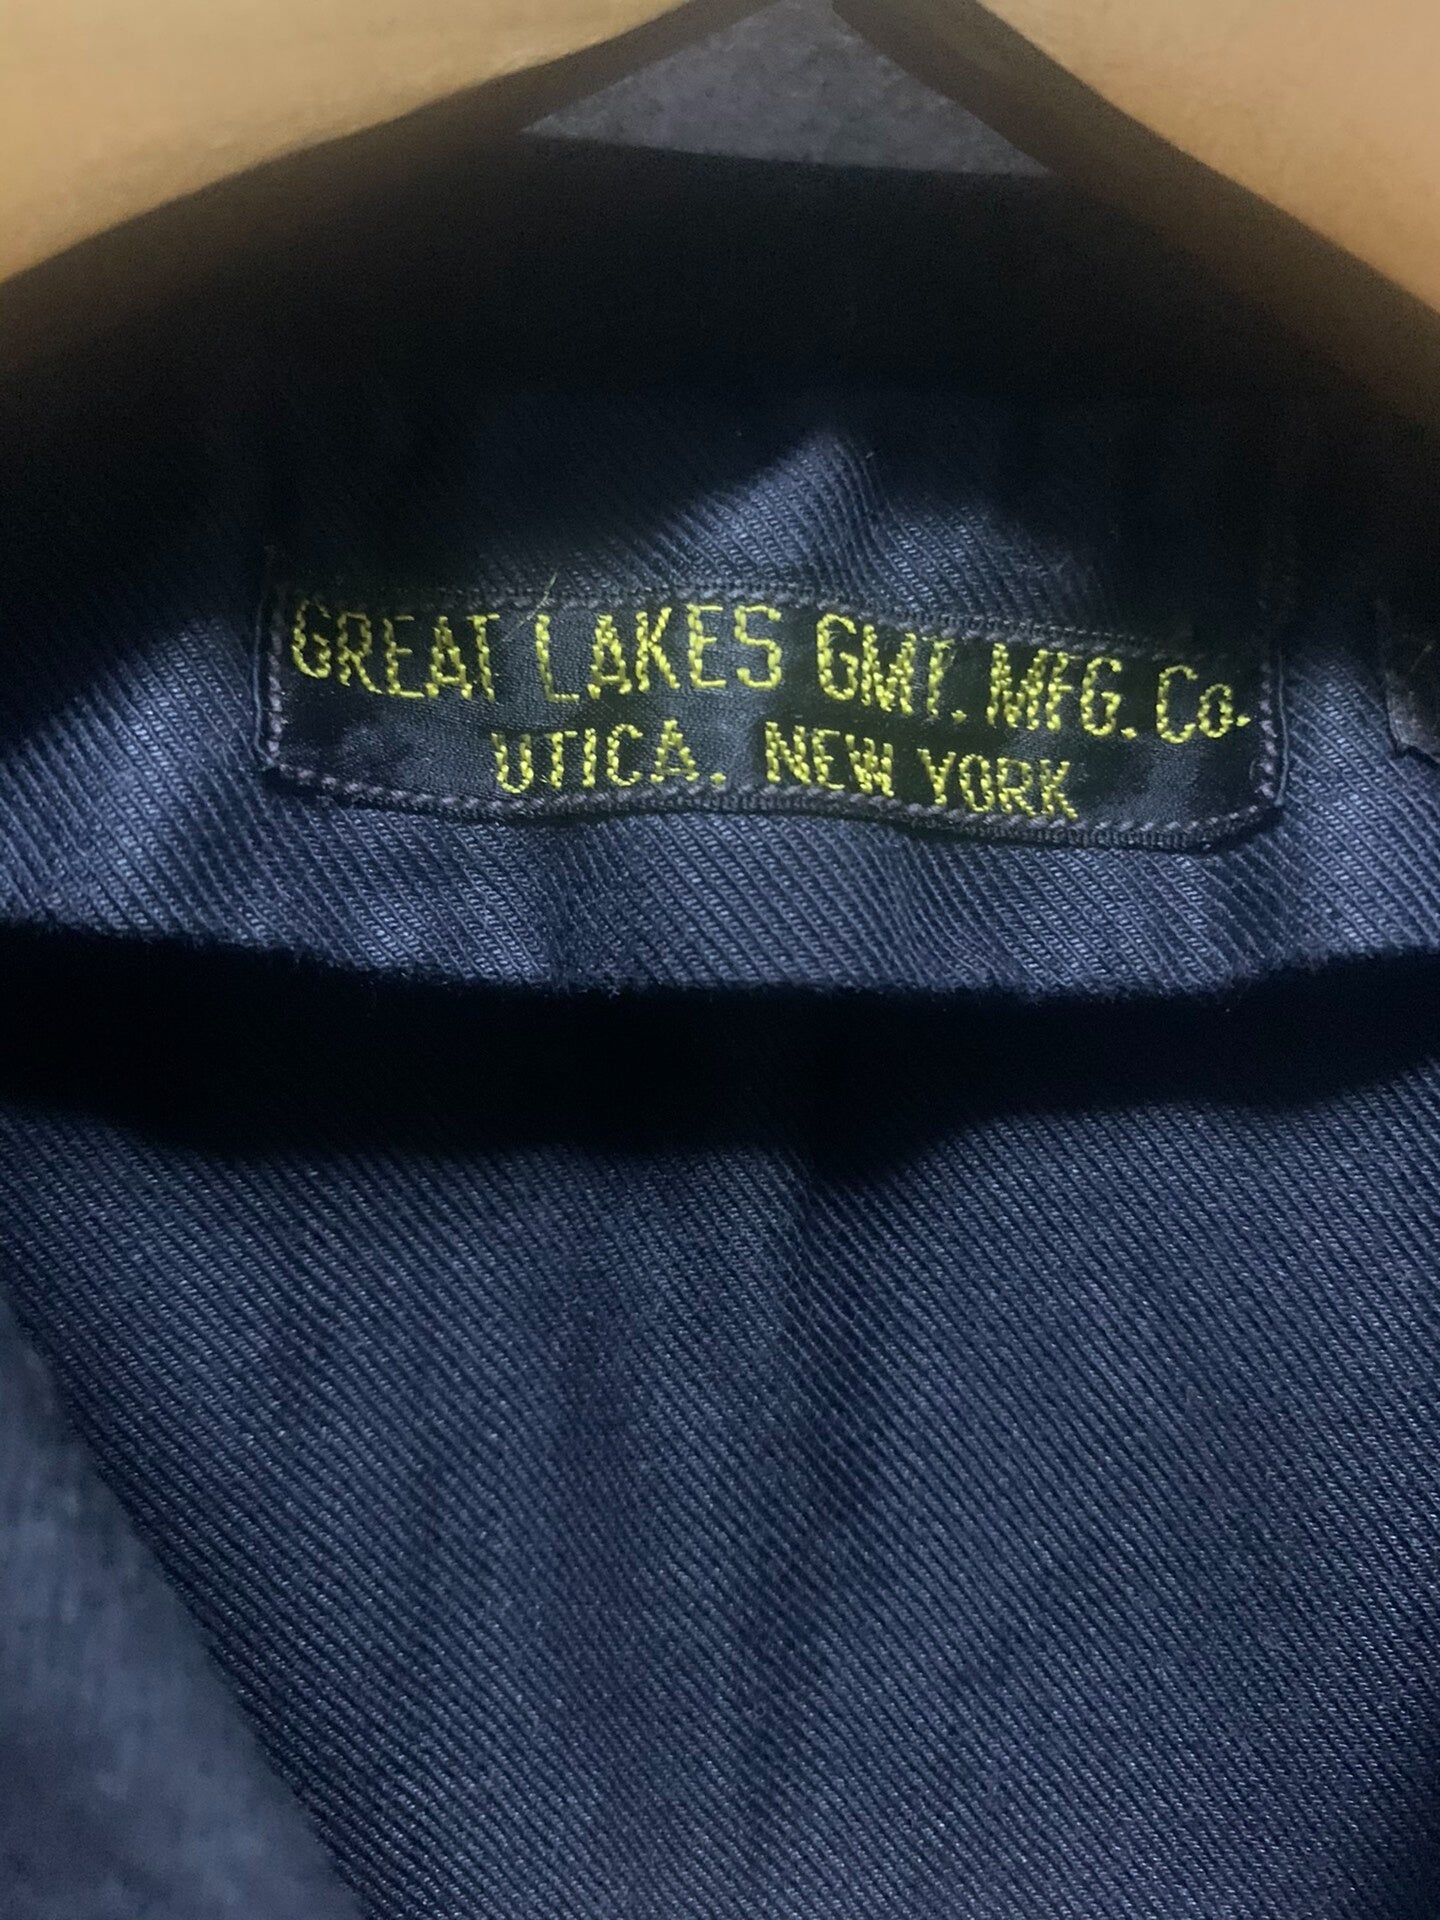 GREAT LAKES GMT. MFG. Co.
UTICA, NEW YORK